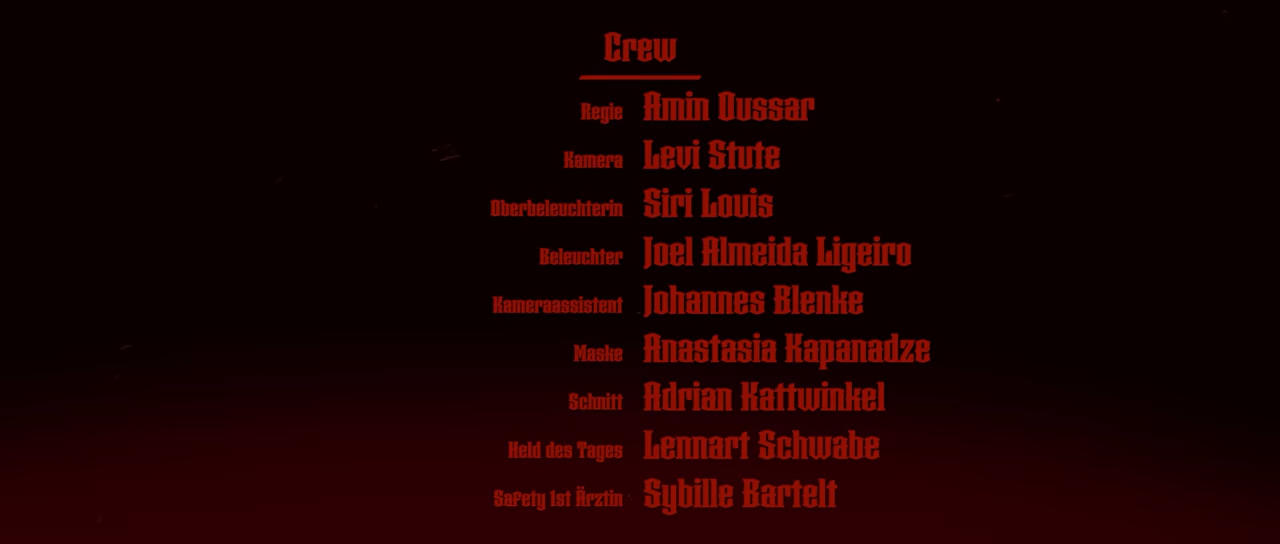 Crew
Regie Amin Oussar
Kamera Levi Stute
Oberbeleuchterin Siri Louis
Beleuchter Joel Almeida Ligeiro
Kameraassistent Johannes Blenke
Maske Anastasia Kapanadze
Schnitt Adrian Kattwinkel
Held des Tages Lennart Schwabe
Safety 1st Ärztin Sybille Bartelt